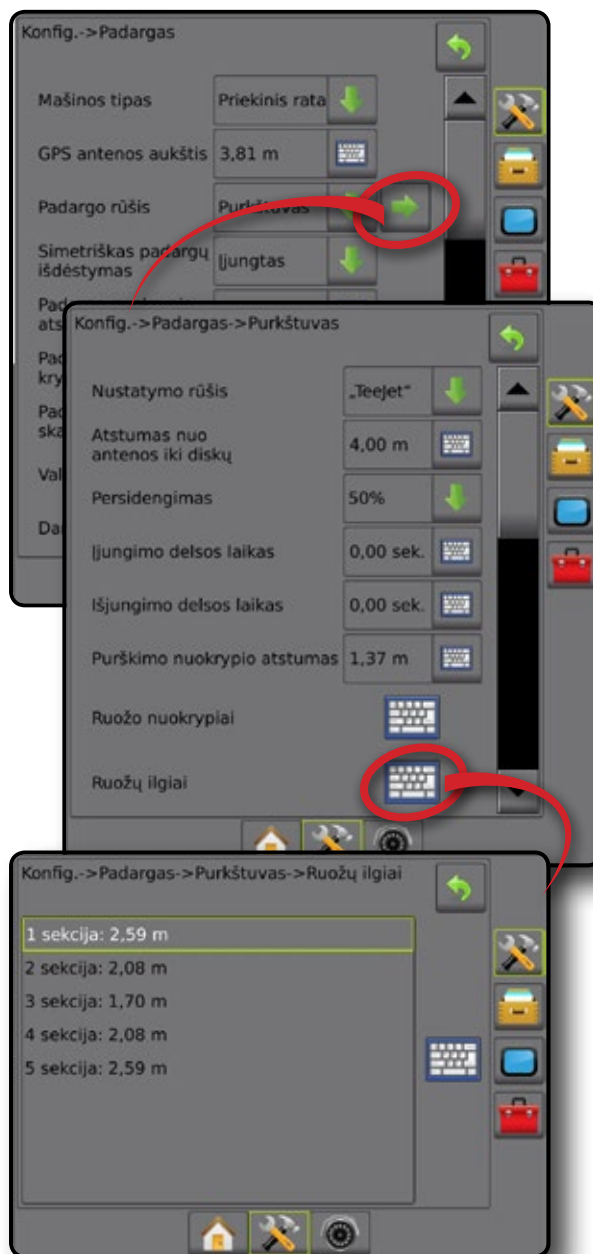 Konfig.->Padargas
Mašinos tipas Priekinis rata
GPS antenos aukštis 3,81 m
Padargo rūšis Purkštuvas
Simetriškas padargų
išdėstymas Įjungtas
Konfig.->Padargas->Purkštuvas
Nustatymo rūšis „TeeJet“
Atstumas nuo
antenos iki diskų 4,00 m
Persidengimas 50%
Įjungimo delsos laikas 0,00 sek.
Išjungimo delsos laikas 0,00 sek.
Purškimo nuokrypio atstumas 1,37 m
Ruožo nuokrypiai
Ruožų ilgiai
Konfig.->Padargas->Purkštuvas->Ruožų ilgiai
1 sekcija: 2,59 m
2 sekcija: 2,08 m
3 sekcija: 1,70 m
4 sekcija: 2,08 m
5 sekcija: 2,59 m